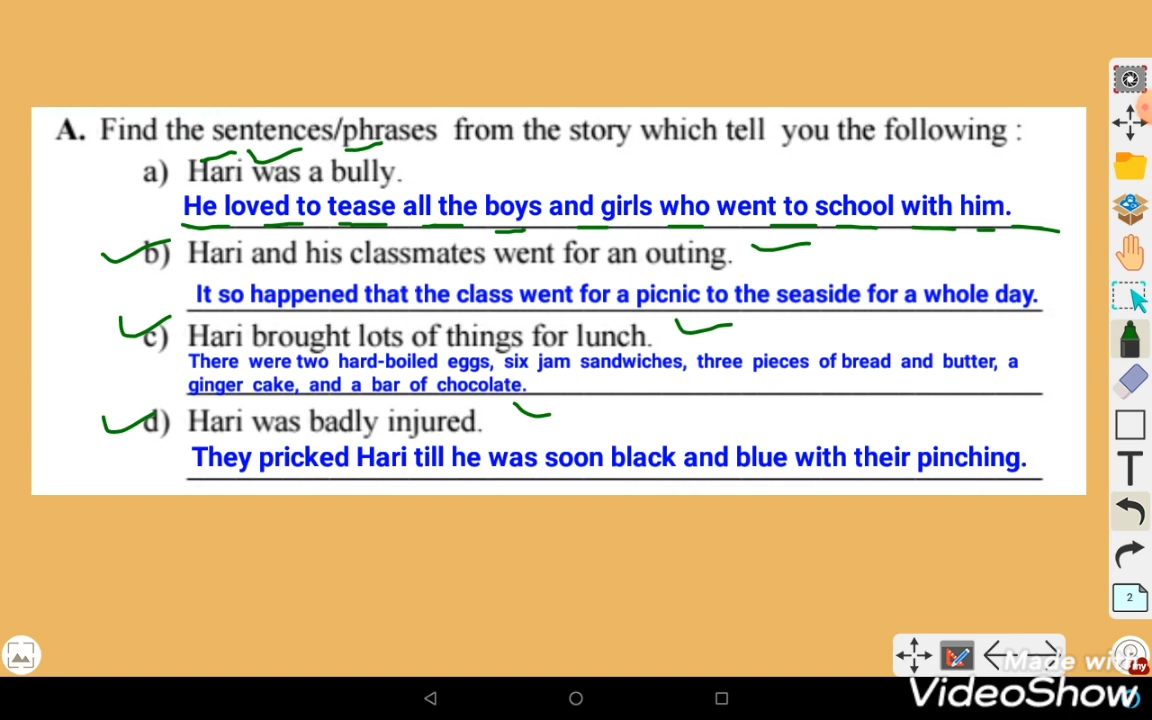 A. Find the sentences/phrases from the story which tell you the following :
a) Hari was a bully.
He loved to tease all the boys and girls who went to school with him.
b) Hari and his classmates went for an outing.
It so happened that the class went for a picnic to the seaside for a whole day.
c) Hari brought lots of things for lunch.
There were two hard-boiled eggs, six jam sandwiches, three pieces of bread and butter, a
ginger cake, and a bar of chocolate.
d) Hari was badly injured.
They pricked Hari till he was soon black and blue with their pinching.
T
2
my
Made with
VideoShow